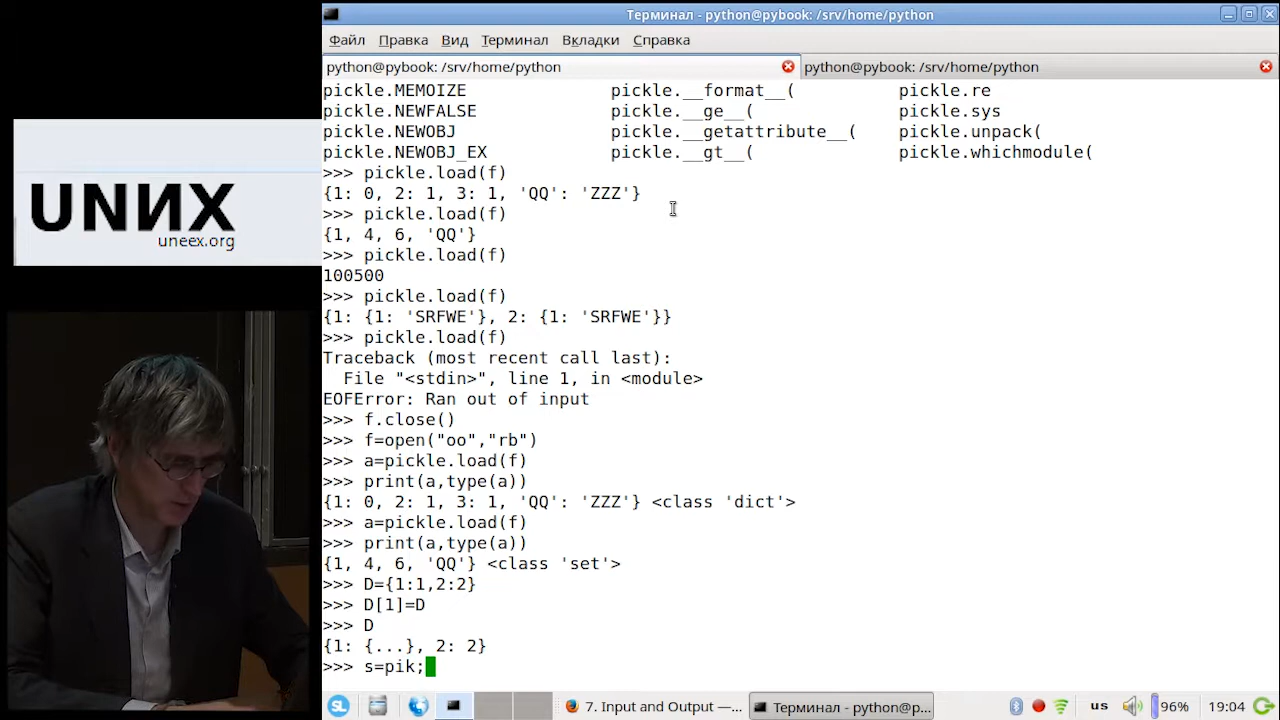 Терминал - python@pybook: /srv/home/python
Файл Правка Вид Терминал Вкладки Справка
python@pybook: /srv/home/python python@pybook: /srv/home/python
pickle.MEMOIZE pickle.__format__( pickle.re
pickle.NEWFALSE pickle.__ge__( pickle.sys
pickle.NEWOBJ pickle.__getattribute__( pickle.unpack(
pickle.NEWOBJ_EX pickle.__gt__( pickle.whichmodule(
>>> pickle.load(f)
{1: 0, 2: 1, 3: 1, 'QQ': 'ZZZ'}
>>> pickle.load(f)
{1, 4, 6, 'QQ'}
>>> pickle.load(f)
100500
>>> pickle.load(f)
{1: {1: 'SRFWE'}, 2: {1: 'SRFWE'}}
>>> pickle.load(f)
Traceback (most recent call last):
File "<stdin>", line 1, in <module>
EOFError: Ran out of input
>>> f.close()
>>> f=open("oo","rb")
>>> a=pickle.load(f)
>>> print(a,type(a))
{1: 0, 2: 1, 3: 1, 'QQ': 'ZZZ'} <class 'dict'>
>>> a=pickle.load(f)
>>> print(a,type(a))
{1, 4, 6, 'QQ'} <class 'set'>
>>> D={1:1,2:2}
>>> D[1]=D
>>> D
{1: {...}, 2: 2}
>>> s=pik;
UNИX
uneex.org
SL 7. Input and Output —... Терминал - python@p... 96% us 19:04